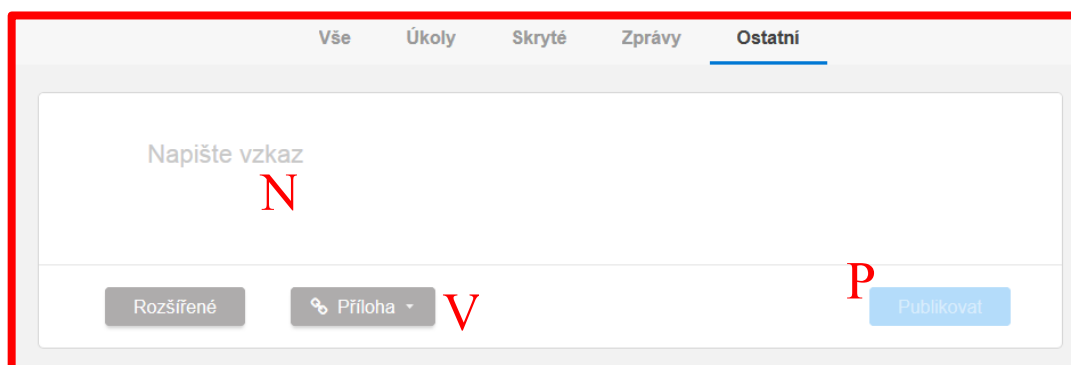 Vše Úkoly Skryté Zprávy Ostatní
Napište vzkaz
N
Rozšířené Příloha V P Publikovat